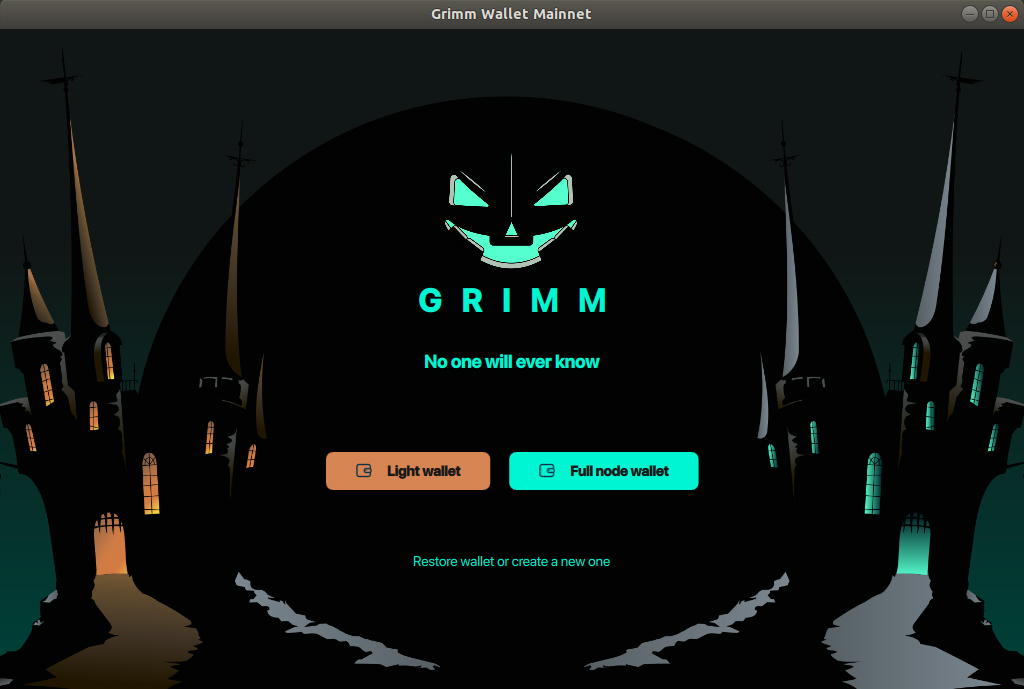 Grimm Wallet Mainnet
GRIMM
No one will ever know
Light wallet
Full node wallet
Restore wallet or create a new one